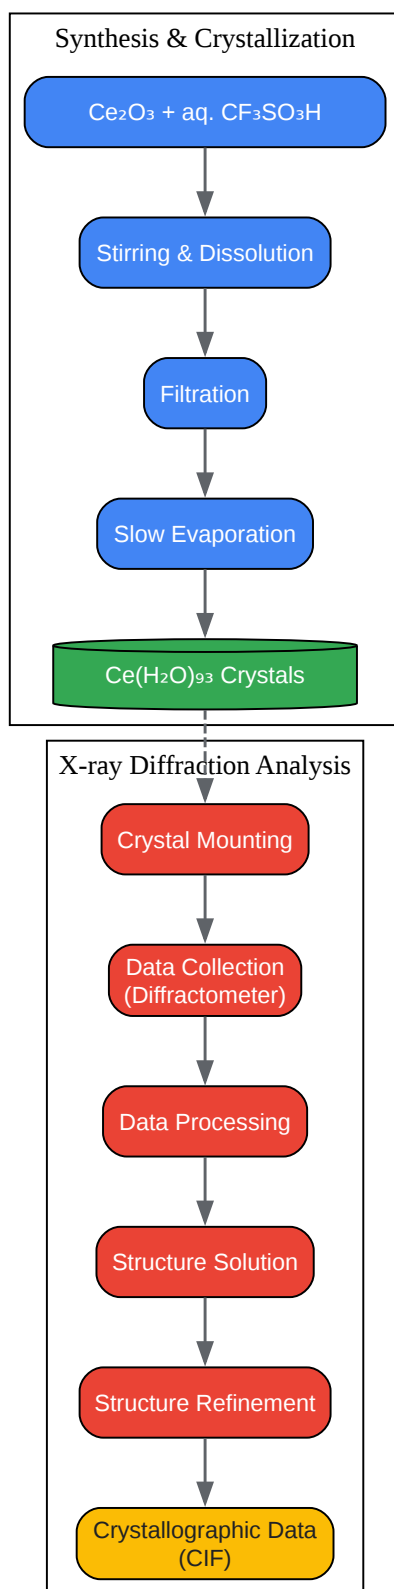 Synthesis & Crystallization
Ce₂O₃ + aq. CF₃SO₃H
Stirring & Dissolution
Filtration
Slow Evaporation
Ce(H₂O)₉₃ Crystals
X-ray Diffraction Analysis
Crystal Mounting
Data Collection
(Diffractometer)
Data Processing
Structure Solution
Structure Refinement
Crystallographic Data
(CIF)